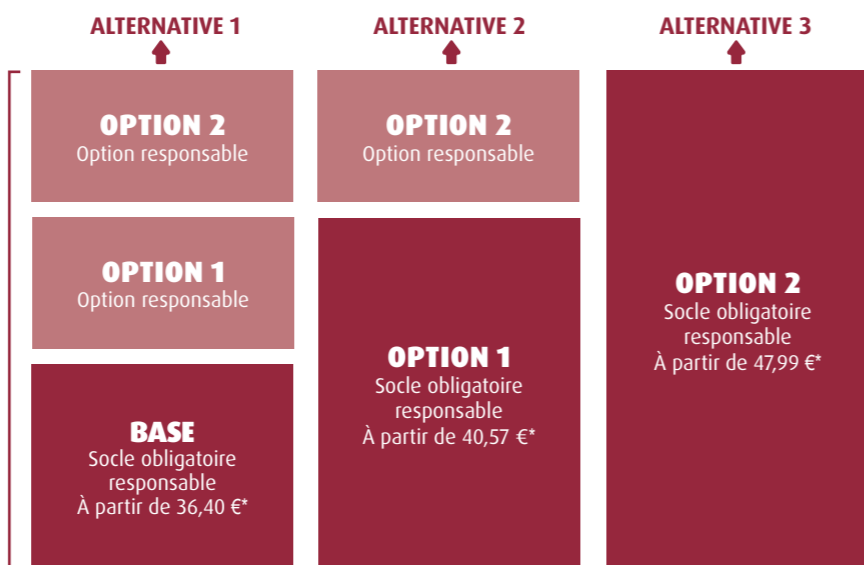 ALTERNATIVE 1
OPTION 2
Option responsable
OPTION 1
Option responsable
BASE
Socle obligatoire
responsable
À partir de 36,40 €*
ALTERNATIVE 2
OPTION 2
Option responsable
OPTION 1
Socle obligatoire
responsable
À partir de 40,57 €*
ALTERNATIVE 3
OPTION 2
Socle obligatoire
responsable
À partir de 47,99 €*